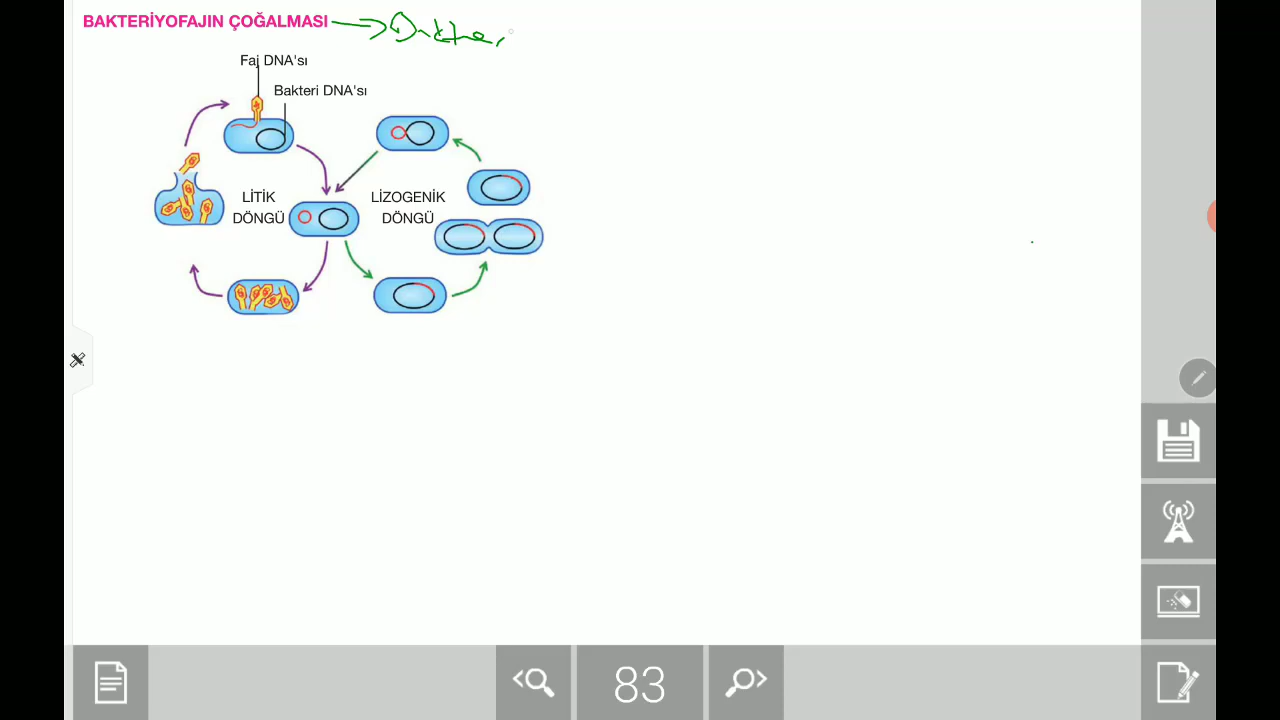 BAKTERİYOFAJIN ÇOĞALMASI
Faj DNA'sı
Bakteri DNA'sı
LİTİK
DÖNGÜ
LİZOGENİK
DÖNGÜ
83